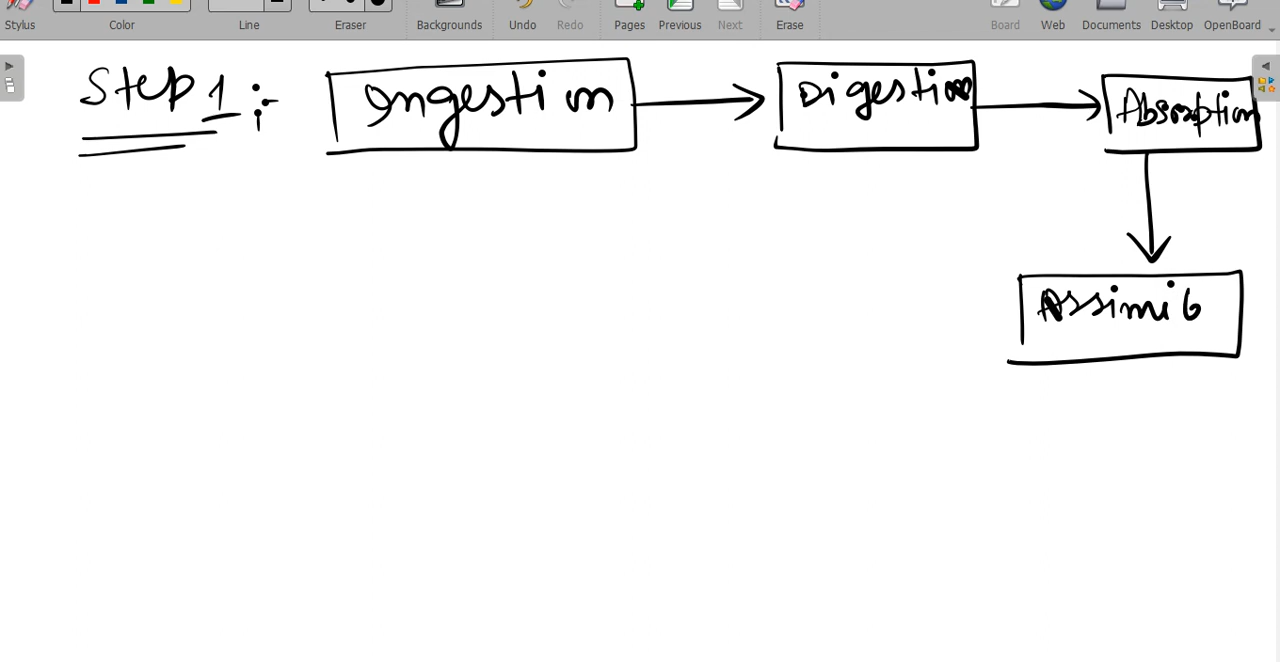 Stylus Color Line Eraser Backgrounds Undo Redo Pages Previous Next Erase Board Web Documents Desktop OpenBoard
Step 1 :- Ingestion Digestion Absorption
Assimil